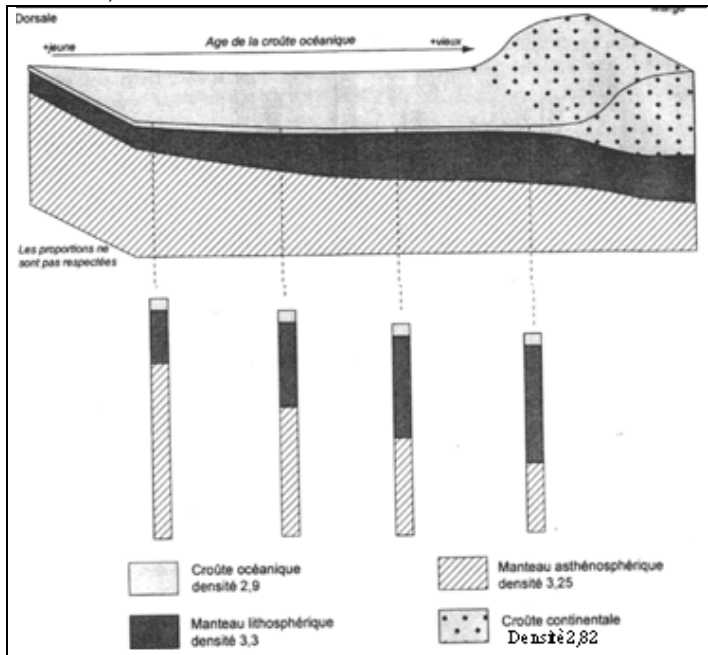 Dorsale
+jeune
Age de la croûte océanique
+vieux
Les proportions ne
sont pas respectées
Croûte océanique
densité 2,9
Manteau lithosphérique
densité 3,3
Manteau asthénosphérique
densité 3,25
Croûte continentale
Densité 2,82